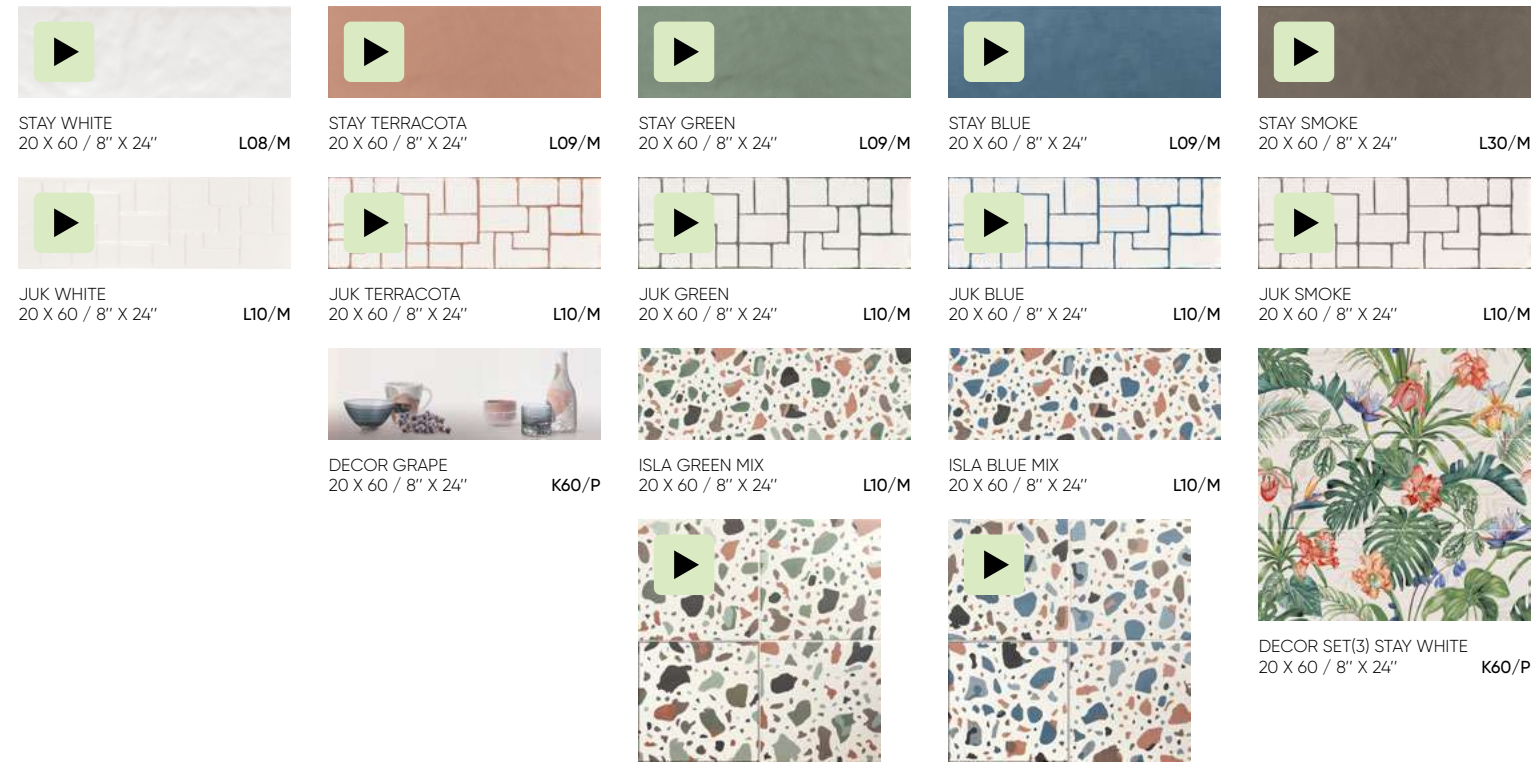 STAY WHITE
20 X 60 / 8’’ X 24’’ L08/M
STAY TERRACOTA
20 X 60 / 8’’ X 24’’ L09/M
STAY GREEN
20 X 60 / 8’’ X 24’’ L09/M
STAY BLUE
20 X 60 / 8’’ X 24’’ L09/M
STAY SMOKE
20 X 60 / 8’’ X 24’’ L30/M
JUK WHITE
20 X 60 / 8’’ X 24’’ L10/M
JUK TERRACOTA
20 X 60 / 8’’ X 24’’ L10/M
JUK GREEN
20 X 60 / 8’’ X 24’’ L10/M
JUK BLUE
20 X 60 / 8’’ X 24’’ L10/M
JUK SMOKE
20 X 60 / 8’’ X 24’’ L10/M
DECOR GRAPE
20 X 60 / 8’’ X 24’’ K60/P
ISLA GREEN MIX
20 X 60 / 8’’ X 24’’ L10/M
ISLA BLUE MIX
20 X 60 / 8’’ X 24’’ L10/M
DECOR SET(3) STAY WHITE
20 X 60 / 8’’ X 24’’ K60/P